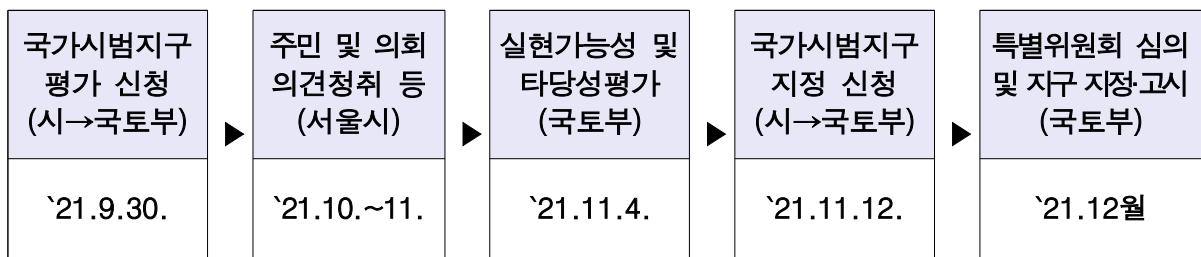 국가시범지구
평가 신청
(시→국토부)
`21.9.30.
▶
주민 및 의회
의견청취 등
(서울시)
`21.10.~11.
▶
실현가능성 및
타당성평가
(국토부)
`21.11.4.
▶
국가시범지구
지정 신청
(시→국토부)
`21.11.12.
▶
특별위원회 심의
및 지구 지정·고시
(국토부)
`21.12월